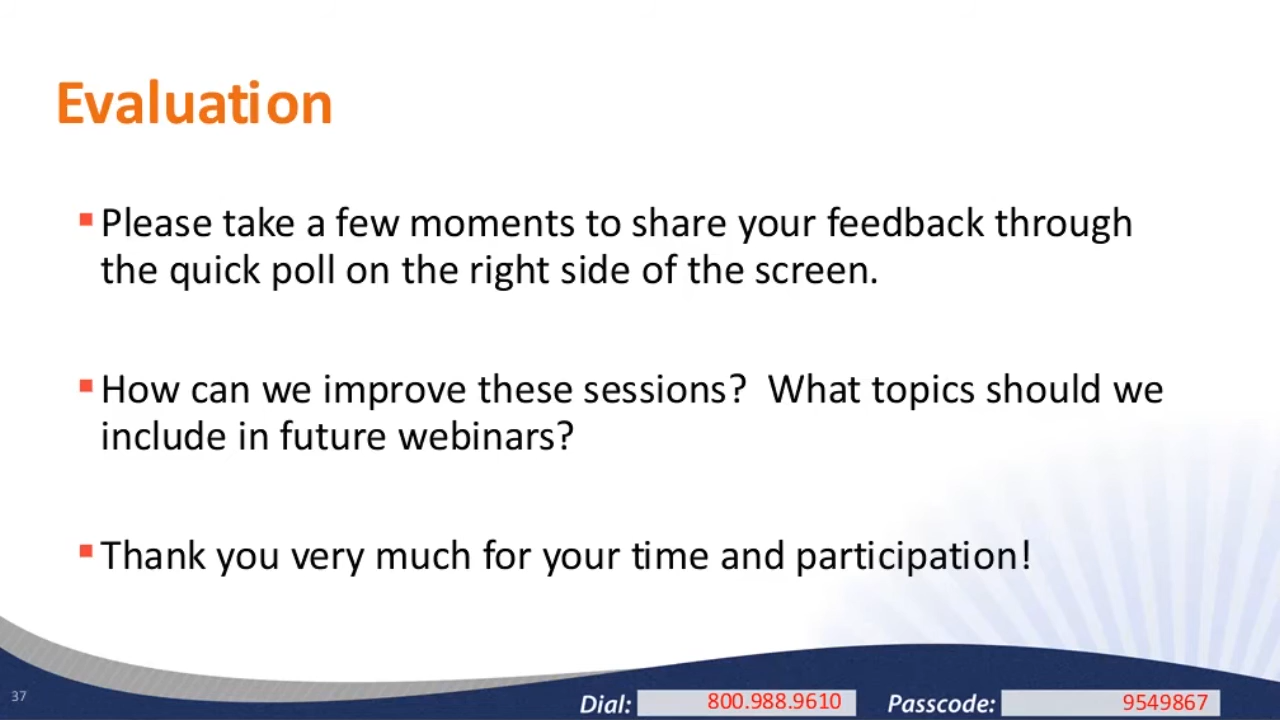 Evaluation
Please take a few moments to share your feedback through
the quick poll on the right side of the screen.
How can we improve these sessions?  What topics should we
include in future webinars?
Thank you very much for your time and participation!
37
Dial: 800.988.9610 Passcode: 9549867